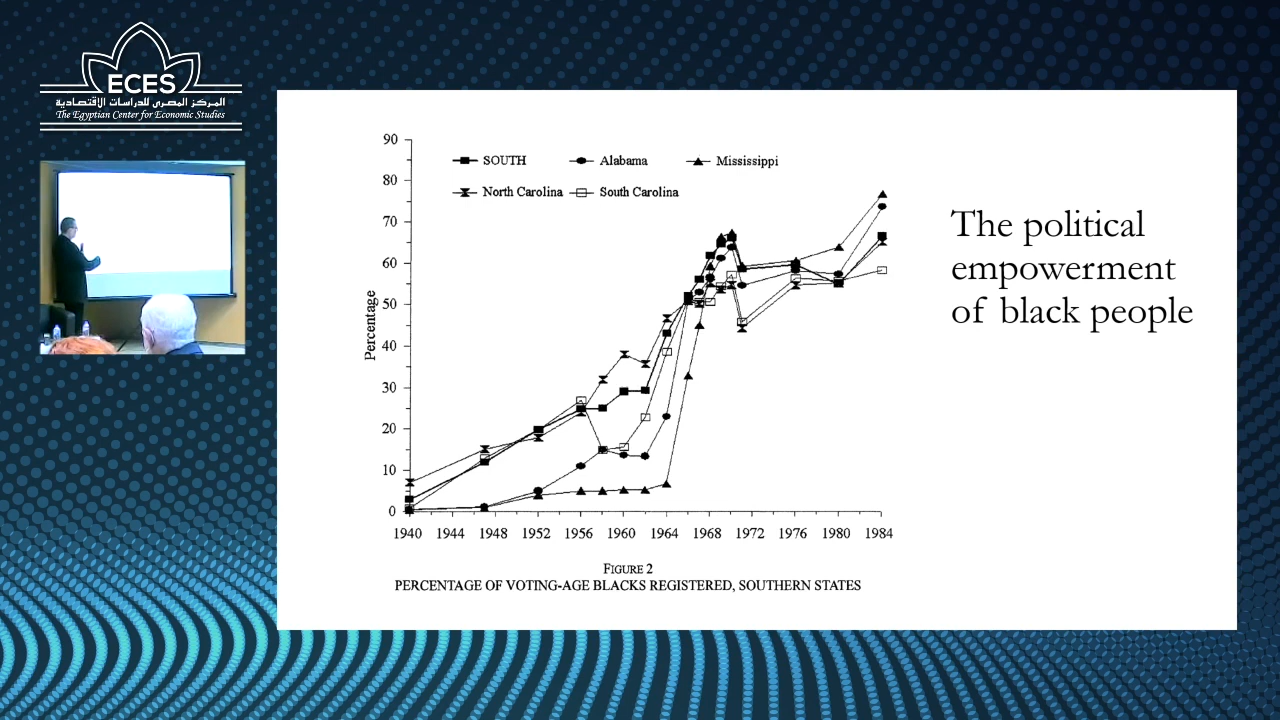 ECES
المركز المصرى للدراسات الاقتصادية
The Egyptian Center for Economic Studies
90
80
70
60
50
40
30
20
10
0
Percentage
SOUTH Alabama Mississippi
North Carolina South Carolina
1940 1944 1948 1952 1956 1960 1964 1968 1972 1976 1980 1984
FIGURE 2
PERCENTAGE OF VOTING-AGE BLACKS REGISTERED, SOUTHERN STATES
The political
empowerment
of black people